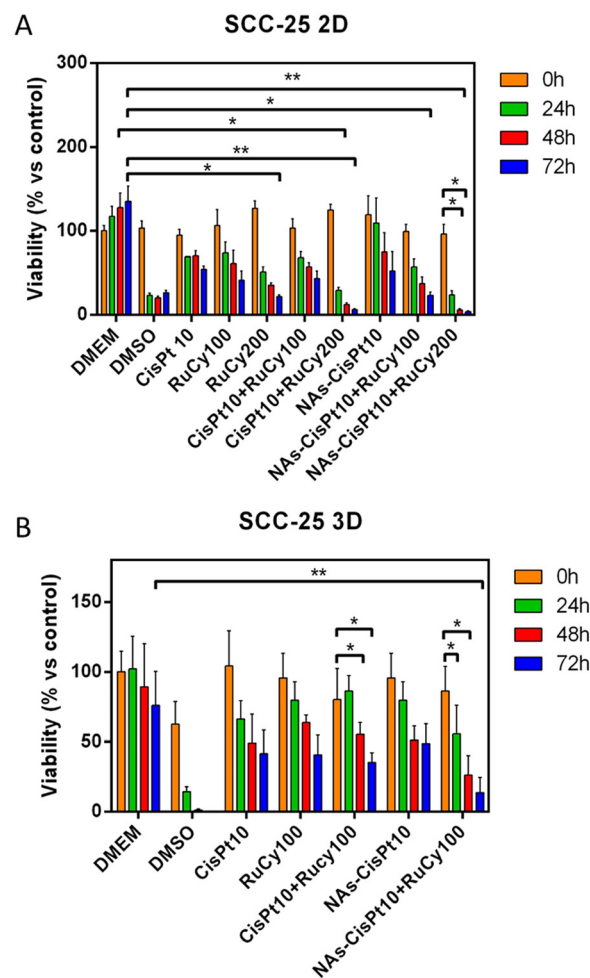 A
SCC-25 2D
Viability (% vs control)
300
200
100
0
**
*
*
**
*
*
*
0h
24h
48h
72h
DMEM
DMSO
CisPt 10
RuCy100
RuCy200
CisPt10+RuCy100
CisPt10+RuCy200
NAs-CisPt10
NAs-CisPt10+RuCy100
NAs-CisPt10+RuCy200
B
SCC-25 3D
Viability (% vs control)
150
100
50
0
**
*
*
*
*
0h
24h
48h
72h
DMEM
DMSO
CisPt10
RuCy100
CisPt10+Rucy100
NAs-CisPt10
NAs-CisPt10+RuCy100